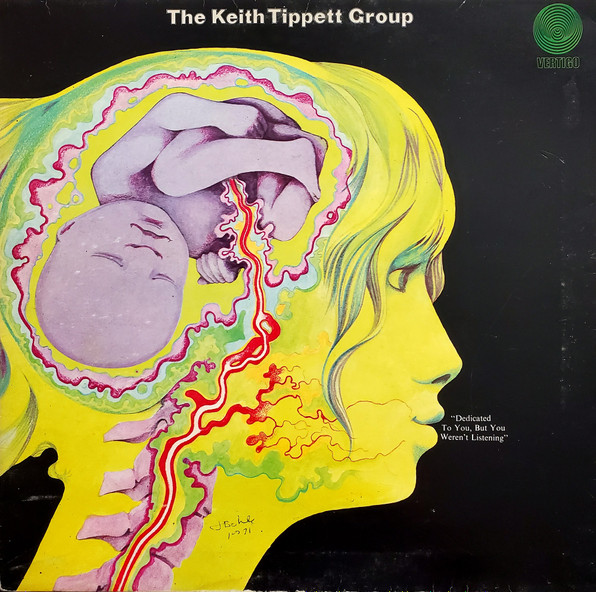 The Keith Tippett Group
VERTIGO
"Dedicated
To You, But You
Weren't Listening"